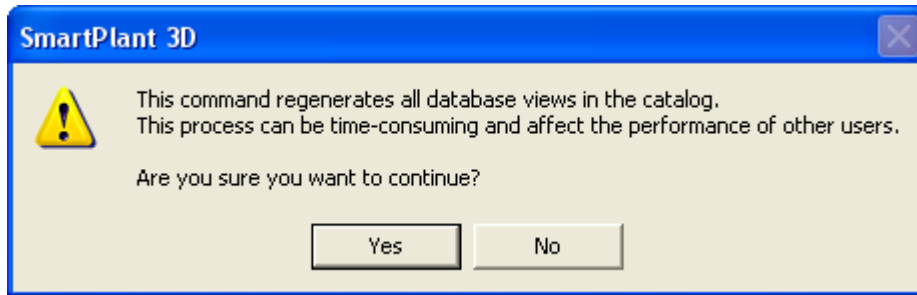 SmartPlant 3D
This command regenerates all database views in the catalog.
This process can be time-consuming and affect the performance of other users.
Are you sure you want to continue?
Yes No